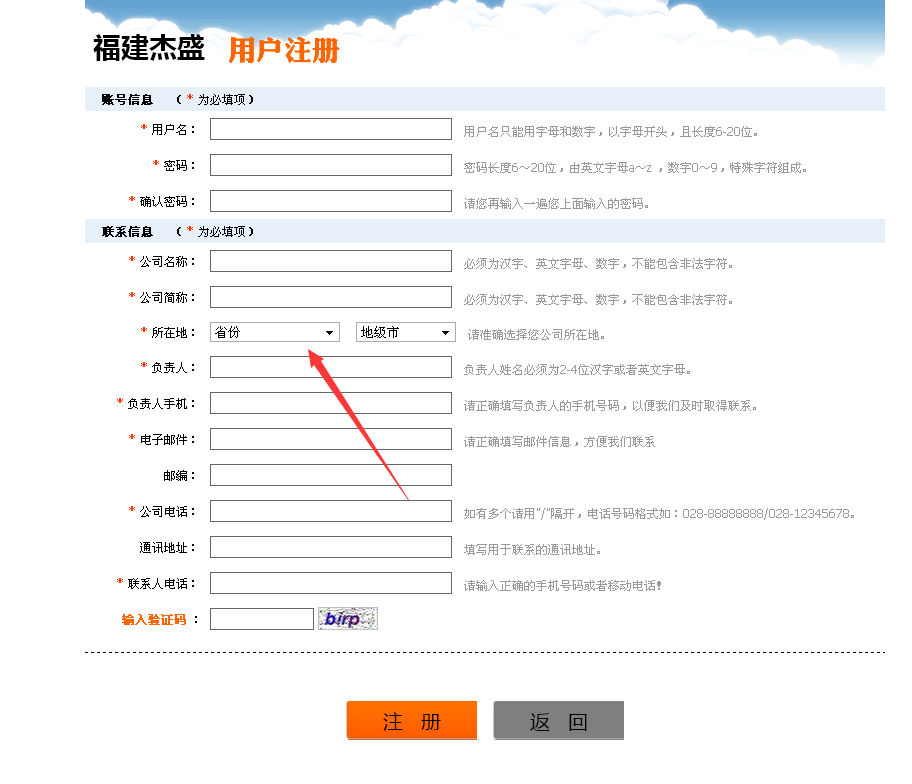 福建杰盛 用户注册
账号信息 （ * 为必填项）
* 用户名： 用户名只能用字母和数字，以字母开头，且长度6-20位。
* 密码： 密码长度6～20位，由英文字母a～z ，数字0～9，特殊字符组成。
* 确认密码： 请您再输入一遍您上面输入的密码。
联系信息 （ * 为必填项）
* 公司名称： 必须为汉字、英文字母、数字，不能包含非法字符。
* 公司简称： 必须为汉字、英文字母、数字，不能包含非法字符。
* 所在地： 省份 地级市 请准确选择您公司所在地。
* 负责人： 负责人姓名必须为2-4位汉字或者英文字母。
* 负责人手机： 请正确填写负责人的手机号码，以便我们及时取得联系。
* 电子邮件： 请正确填写邮件信息，方便我们联系
邮编：
* 公司电话： 如有多个请用"/"隔开，电话号码格式如：028-88888888/028-12345678。
通讯地址： 填写用于联系的通讯地址。
* 联系人电话： 请输入正确的手机号码或者移动电话!
输入验证码 ： birp
注 册 返 回